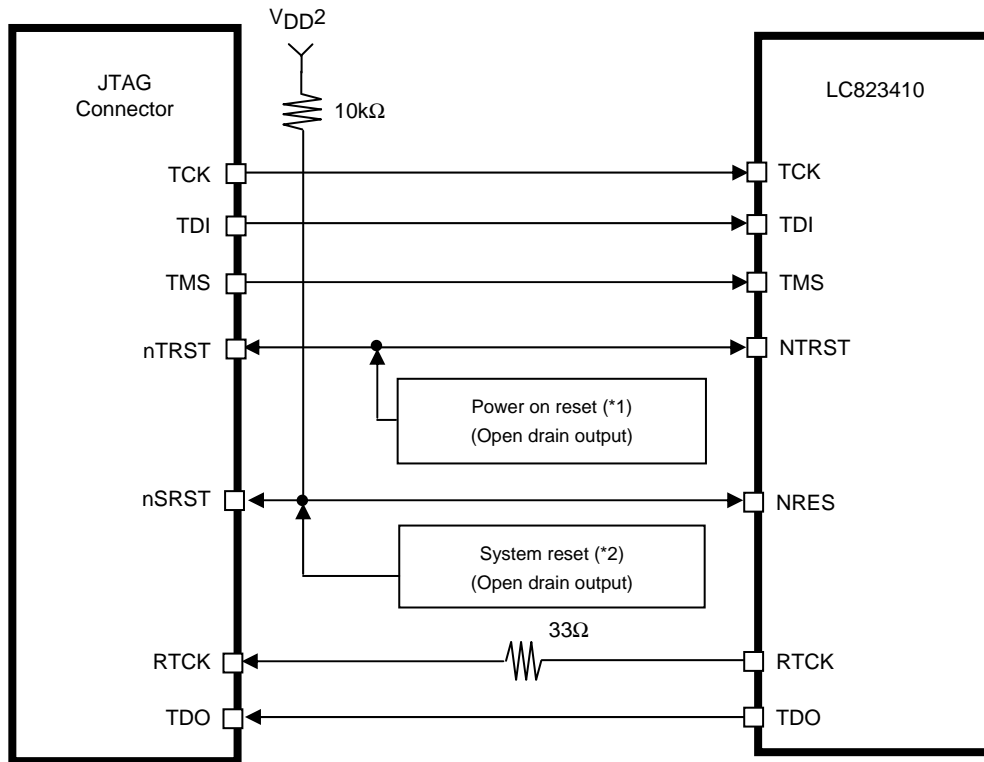 VDD2
JTAG
Connector
LC823410
10kΩ
TCK
TCK
TDI
TDI
TMS
TMS
nTRST
NTRST
Power on reset (*1)
(Open drain output)
nSRST
NRES
System reset (*2)
(Open drain output)
33Ω
RTCK
RTCK
TDO
TDO